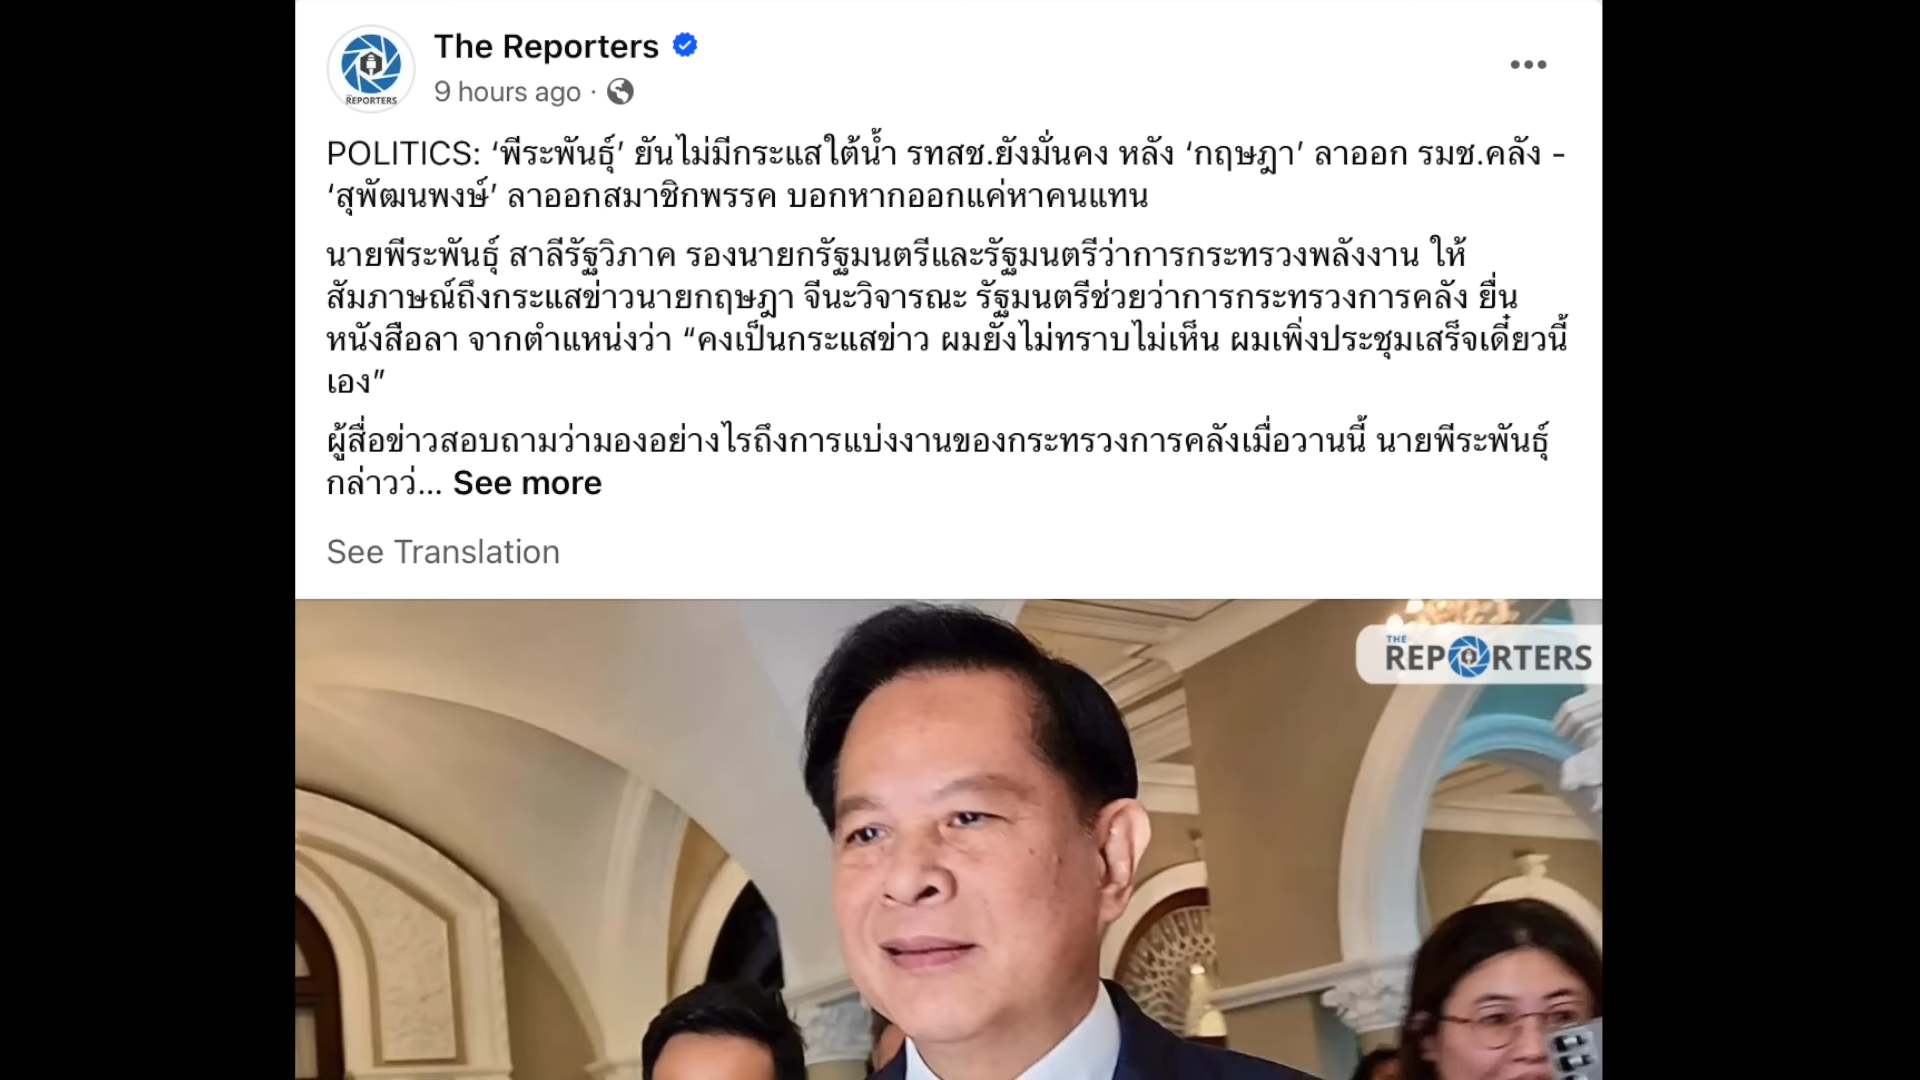 The Reporters
9 hours ago ·
REPORTERS
POLITICS: ‘พีระพันธุ์’ ยันไม่มีกระแสใต้น้ำ รทสช.ยังมั่นคง หลัง ‘กฤษฎา’ ลาออก รมช.คลัง -
‘สุพัฒนพงษ์’ ลาออกสมาชิกพรรค บอกหากออกแค่หาคนแทน
นายพีระพันธุ์ สาลีรัฐวิภาค รองนายกรัฐมนตรีและรัฐมนตรีว่าการกระทรวงพลังงาน ให้
สัมภาษณ์ถึงกระแสข่าวนายกฤษฎา จีนะวิจารณะ รัฐมนตรีช่วยว่าการกระทรวงการคลัง ยื่น
หนังสือลา จากตำแหน่งว่า “คงเป็นกระแสข่าว ผมยังไม่ทราบไม่เห็น ผมเพิ่งประชุมเสร็จเดี๋ยวนี้
เอง”
ผู้สื่อข่าวสอบถามว่ามองอย่างไรถึงการแบ่งงานของกระทรวงการคลังเมื่อวานนี้ นายพีระพันธุ์
กล่าวว่... See more
See Translation
THE
REPORTERS